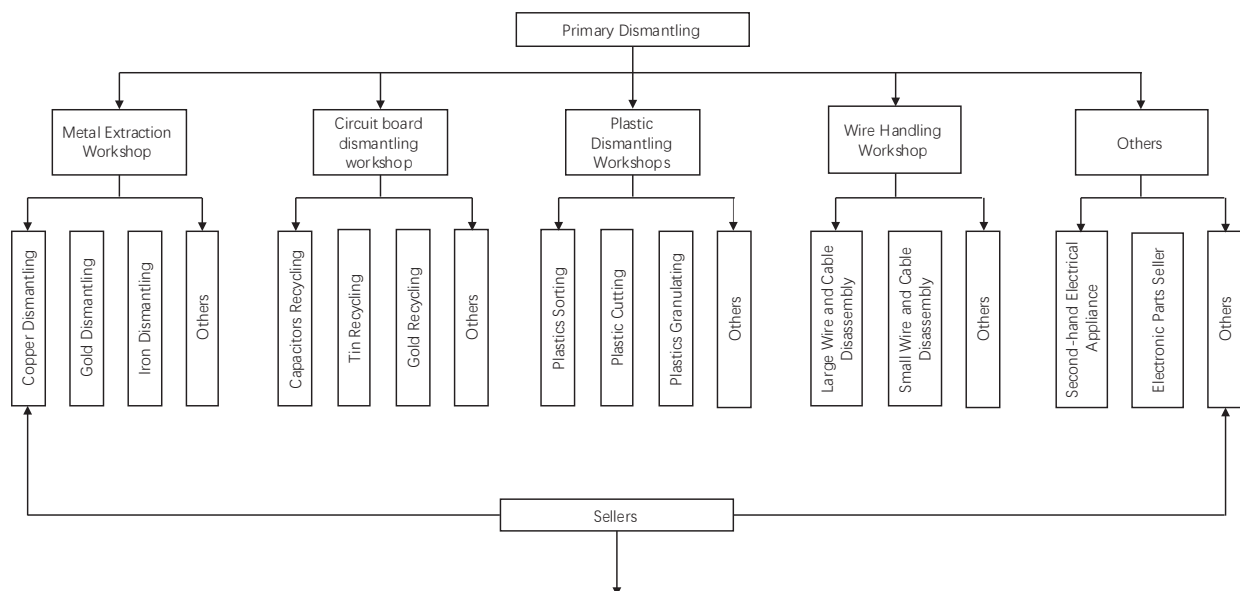 Primary Dismantling
Metal Extraction
Workshop
Circuit board
dismantling
workshop
Plastic
Dismantling
Workshops
Wire Handling
Workshop
Others
Copper Dismantling
Gold Dismantling
Iron Dismantling
Others
Capacitors Recycling
Tin Recycling
Gold Recycling
Others
Plastics Sorting
Plastic Cutting
Plastics Granulating
Others
Large Wire and Cable
Disassembly
Small Wire and Cable
Disassembly
Others
Second-hand Electrical
Appliance
Electronic Parts Seller
Others
Sellers